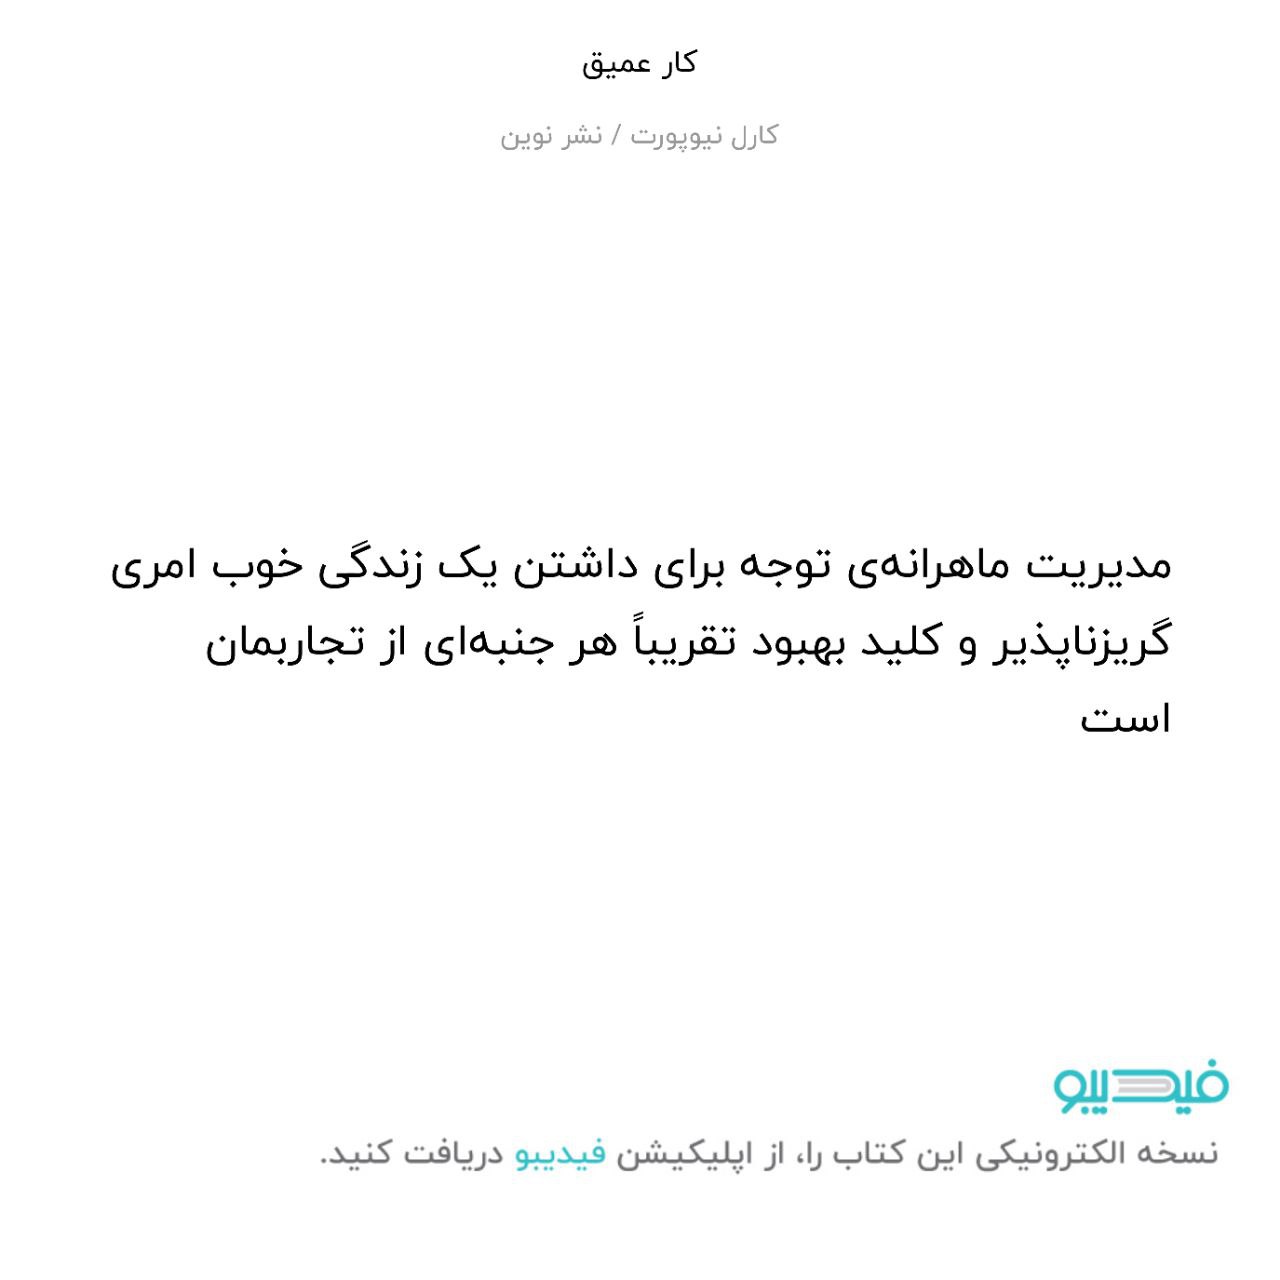 کار عمیق
کارل نیوپورت / نشر نوین
مدیریت ماهرانه‌ی توجه برای داشتن یک زندگی خوب امری
گریزناپذیر و کلید بهبود تقریباً هر جنبه‌ای از تجاربمان
است
فیدیبو
نسخه الکترونیکی این کتاب را، از اپلیکیشن فیدیبو دریافت کنید.